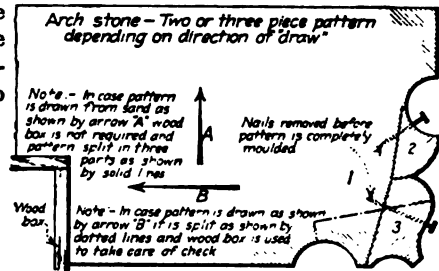 Arch stone – Two or three piece pattern
depending on direction of "draw"
Note:- In case pattern
is drawn from sand as
shown by arrow "A" wood
box is not required and
pattern split in three
parts as shown
by solid lines
A
B
Nails removed before
pattern is completely
moulded
1
2
3
Wood
box
Note - In case pattern is drawn as shown
by arrow "B" it is split as shown by
dotted lines and wood box is used
to take care of check